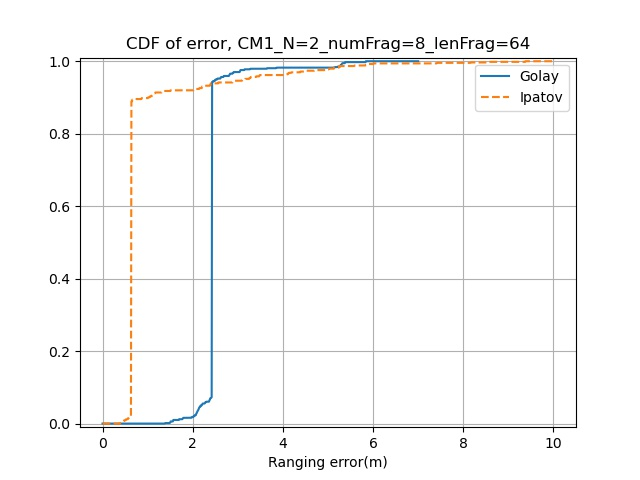 CDF of error, CM1_N=2_numFrag=8_lenFrag=64
1.0
0.8
0.6
0.4
0.2
0.0
Golay
Ipatov
0 2 4 6 8 10
Ranging error(m)